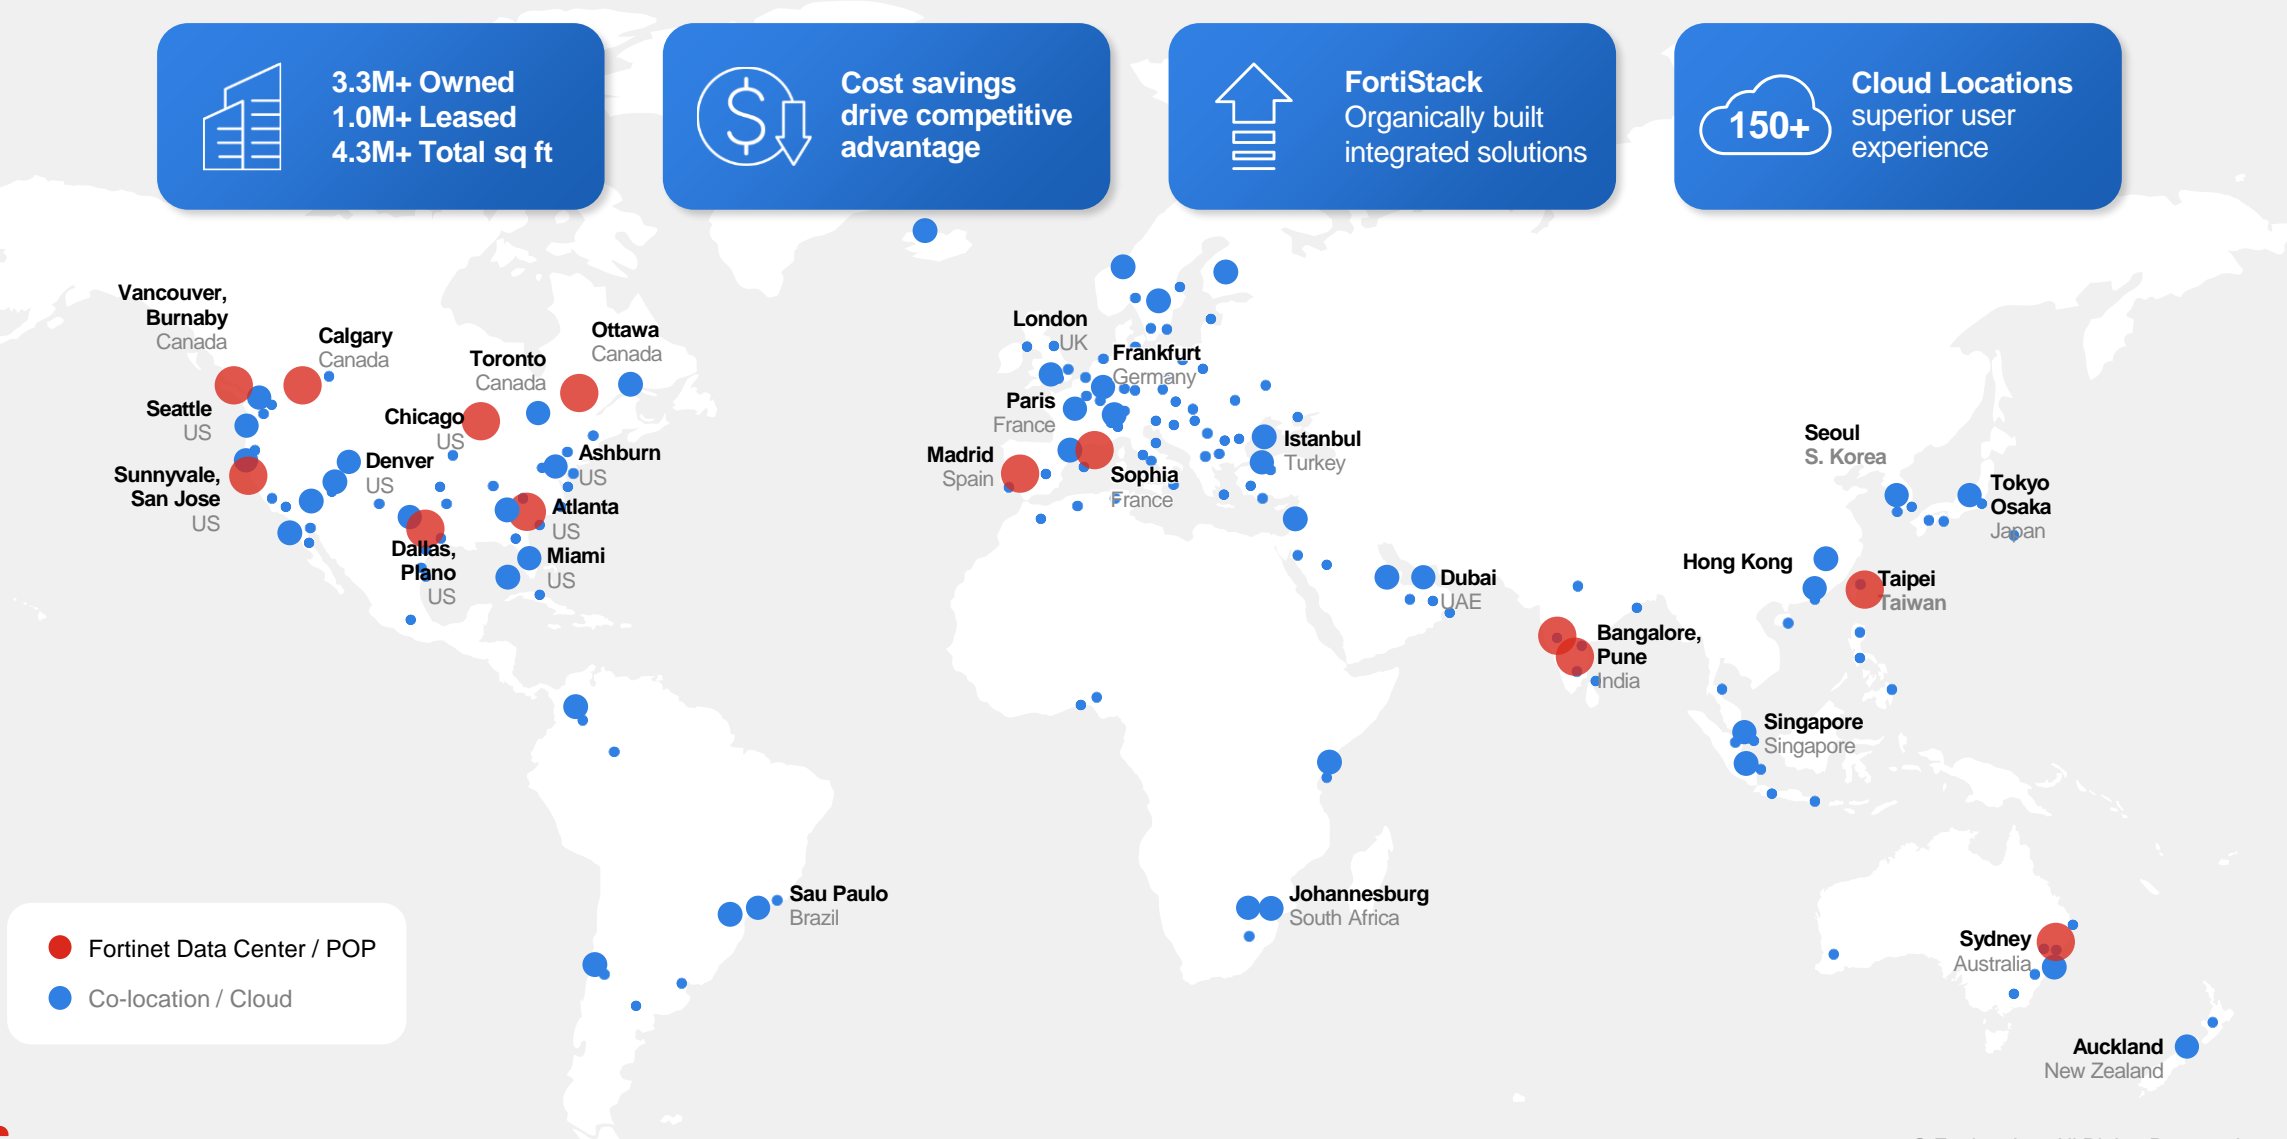 3.3M+ Owned
1.0M+ Leased
4.3M+ Total sq ft
Cost savings
drive competitive
advantage
FortiStack
Organically built
integrated solutions
150+
Cloud Locations
superior user
experience
Vancouver,
Burnaby
Canada
Calgary
Canada
Toronto
Canada
Ottawa
Canada
Seattle
US
Chicago
US
Sunnyvale,
San Jose
US
Denver
US
Ashburn
US
Atlanta
US
Dallas,
Plano
US
Miami
US
London
UK
Frankfurt
Germany
Paris
France
Madrid
Spain
Sophia
France
Istanbul
Turkey
Dubai
UAE
Bangalore,
Pune
India
Seoul
S. Korea
Tokyo
Osaka
Japan
Hong Kong
Taipei
Taiwan
Singapore
Singapore
Sau Paulo
Brazil
Johannesburg
South Africa
Sydney
Australia
Auckland
New Zealand
Fortinet Data Center / POP
Co-location / Cloud